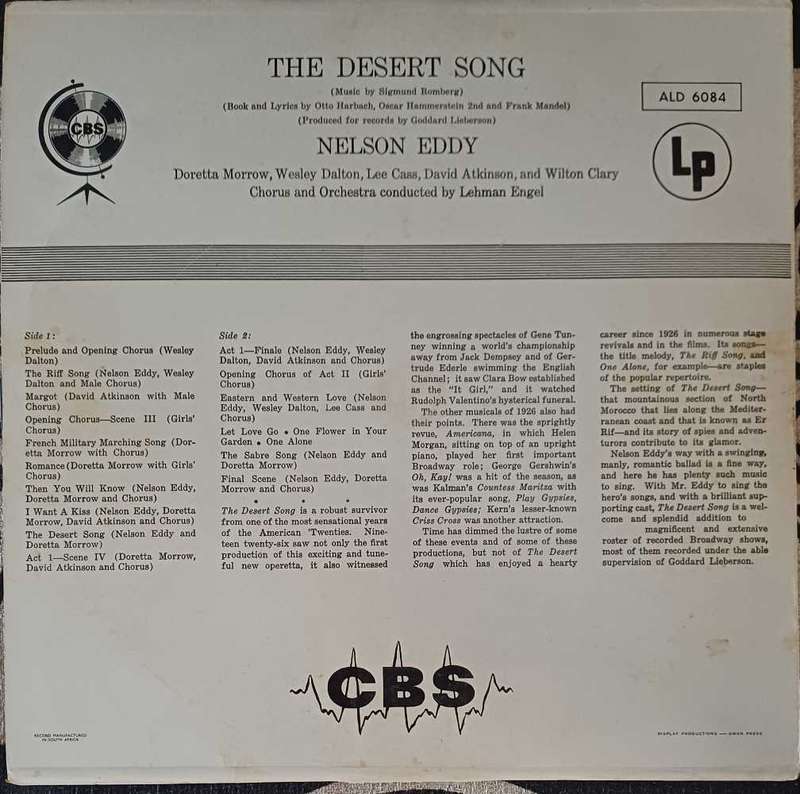 THE DESERT SONG
(Music by Sigmund Romberg)
(Book and Lyrics by Otto Harbach, Oscar Hammerstein 2nd and Frank Mandel)
(Produced for records by Goddard Lieberson)
NELSON EDDY
Doretta Morrow, Wesley Dalton, Lee Cass, David Atkinson, and Wilton Clary
Chorus and Orchestra conducted by Lehman Engel
CBS
ALD 6084
Lp
Side 1:
Prelude and Opening Chorus (Wesley
Dalton)
The Riff Song (Nelson Eddy, Wesley
Dalton and Male Chorus)
Margot (David Atkinson with Male
Chorus)
Opening Chorus—Scene III (Girls'
Chorus)
French Military Marching Song (Dor-
etta Morrow with Chorus)
Romance (Doretta Morrow with Girls'
Chorus)
Then You Will Know (Nelson Eddy,
Doretta Morrow and Chorus)
I Want A Kiss (Nelson Eddy, Doretta
Morrow, David Atkinson and Chorus)
The Desert Song (Nelson Eddy and
Doretta Morrow)
Act 1—Scene IV (Doretta Morrow,
David Atkinson and Chorus)
Side 2:
Act 1—Finale (Nelson Eddy, Wesley
Dalton, David Atkinson and Chorus)
Opening Chorus of Act II (Girls'
Chorus)
Eastern and Western Love (Nelson
Eddy, Wesley Dalton, Lee Cass and
Chorus)
Let Love Go • One Flower in Your
Garden • One Alone
The Sabre Song (Nelson Eddy and
Doretta Morrow)
Final Scene (Nelson Eddy, Doretta
Morrow and Chorus)
* * * *
The Desert Song is a robust survivor
from one of the most sensational years
of the American 'Twenties. Nine-
teen twenty-six saw not only the first
production of this exciting and tune-
ful new operetta, it also witnessed
the engrossing spectacles of Gene Tun-
ney winning a world's championship
away from Jack Dempsey and of Ger-
trude Ederle swimming the English
Channel; it saw Clara Bow established
as the "It Girl," and it watched
Rudolph Valentino's hysterical funeral.
The other musicals of 1926 also had
their points. There was the sprightly
revue, Americana, in which Helen
Morgan, sitting on top of an upright
piano, played her first important
Broadway role; George Gershwin's
Oh, Kay! was a hit of the season, as
was Kalman's Countess Maritza with
its ever-popular song, Play Gypsies,
Dance Gypsies; Kern's lesser-known
Criss Cross was another attraction.
Time has dimmed the lustre of some
of these events and of some of these
productions, but not of The Desert
Song which has enjoyed a hearty
career since 1926 in numerous stage
revivals and in the films. Its songs—
the title melody, The Riff Song, and
One Alone, for example—are staples
of the popular repertoire.
The setting of The Desert Song—
that mountainous section of North
Morocco that lies along the Mediter-
ranean coast and that is known as Er
Rif—and its story of spies and adven-
turors contribute to its glamor.
Nelson Eddy's way with a swinging,
manly, romantic ballad is a fine way,
and here he has plenty such music
to sing. With Mr. Eddy to sing the
hero's songs, and with a brilliant sup-
porting cast, The Desert Song is a wel-
come and splendid addition to
magnificent and extensive
roster of recorded Broadway shows,
most of them recorded under the able
supervision of Goddard Lieberson.
CBS
RECORD MANUFACTURED
IN SOUTH AFRICA
DISPLAY PRODUCTIONS — SWAN PRESS